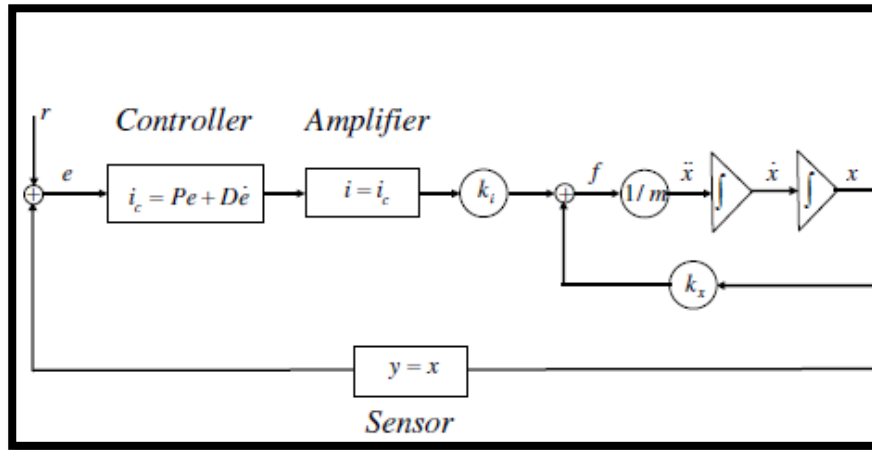 r
Controller
Amplifier
e
i_c = Pe + Dė
i = i_c
k_i
f
1/m
ẍ
∫
ẋ
∫
x
k_x
y = x
Sensor